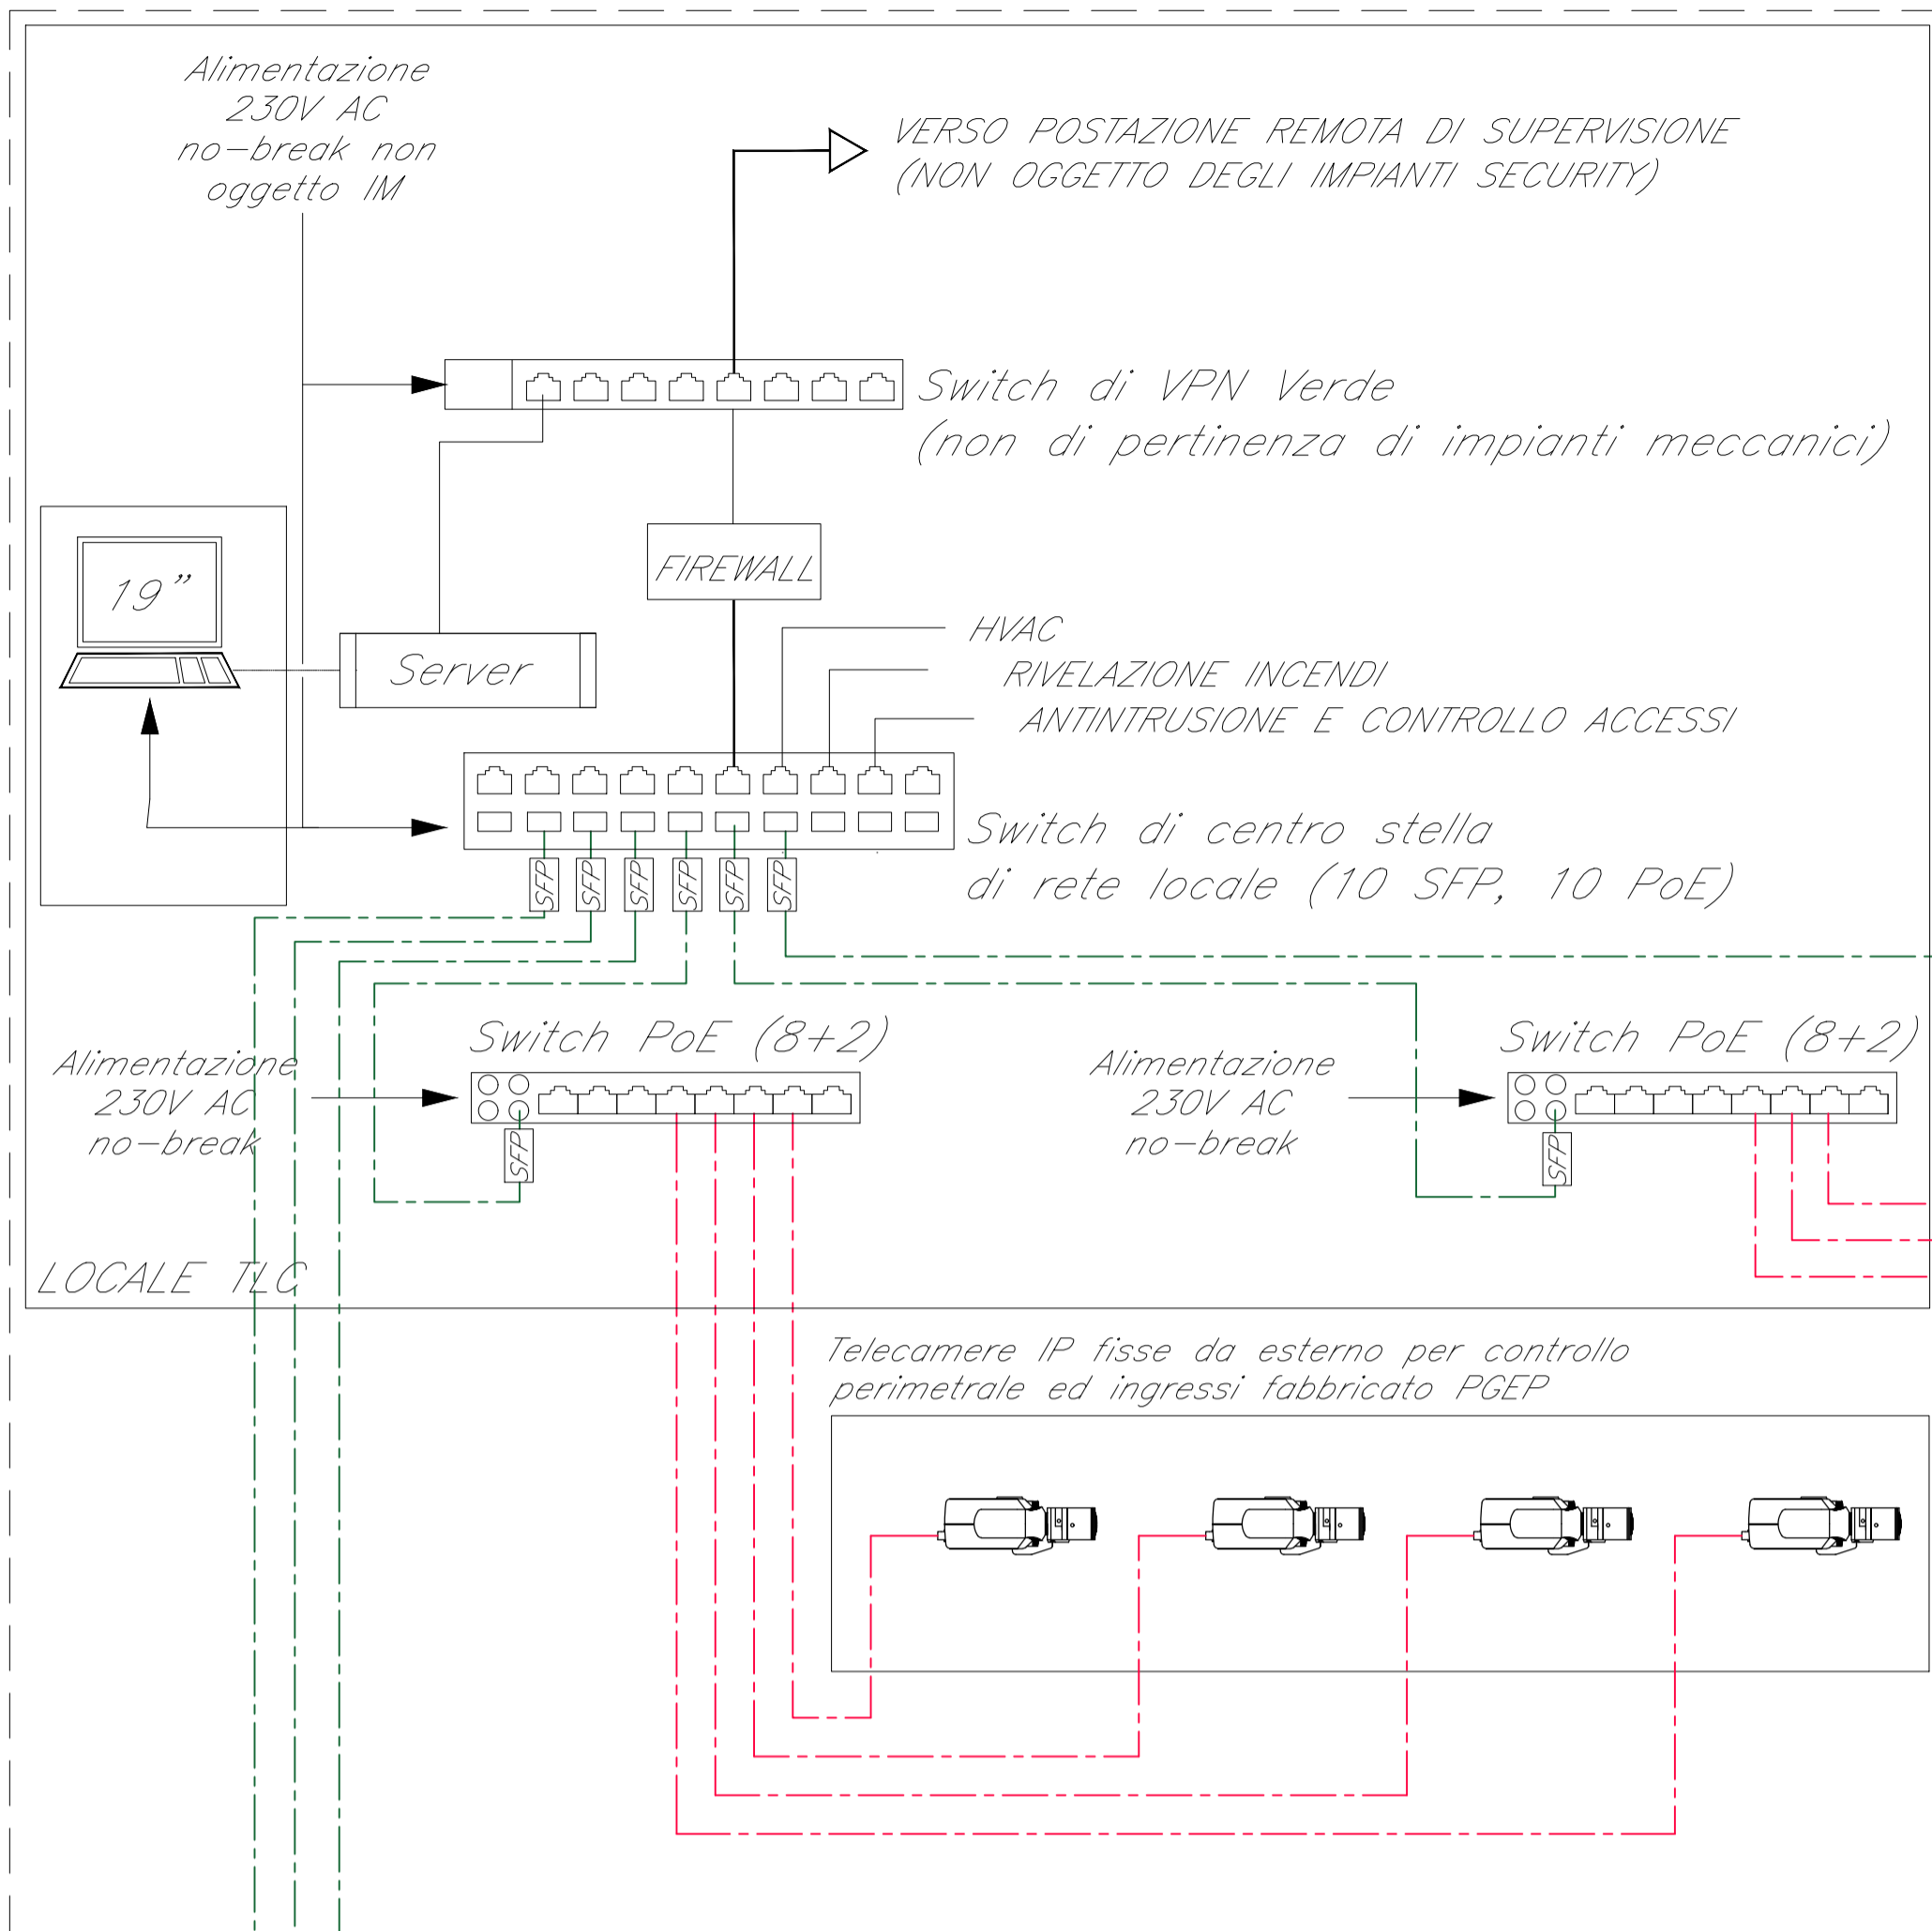 Alimentazione
230V AC
no-break non
oggetto IM
VERSO POSTAZIONE REMOTA DI SUPERVISIONE
(NON OGGETTO DEGLI IMPIANTI SECURITY)
Switch di VPN Verde
(non di pertinenza di impianti meccanici)
19"
FIREWALL
Server
HVAC
RIVELAZIONE INCENDI
ANTINTRUSIONE E CONTROLLO ACCESSI
Switch di centro stella
di rete locale (10 SFP, 10 PoE)
SFP
SFP
SFP
SFP
SFP
SFP
Switch PoE (8+2)
Alimentazione
230V AC
no-break
SFP
Switch PoE (8+2)
Alimentazione
230V AC
no-break
SFP
LOCALE TLC
Telecamere IP fisse da esterno per controllo
perimetrale ed ingressi fabbricato PGEP